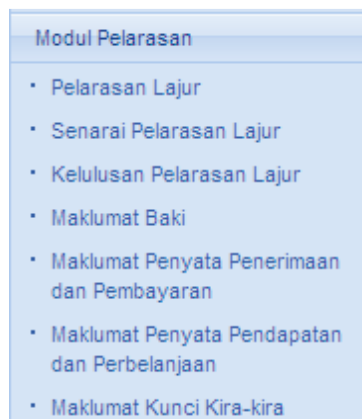 Modul Pelarasan
Pelarasan Lajur
Senarai Pelarasan Lajur
Kelulusan Pelarasan Lajur
Maklumat Baki
Maklumat Penyata Penerimaan
dan Pembayaran
Maklumat Penyata Pendapatan
dan Perbelanjaan
Maklumat Kunci Kira-kira